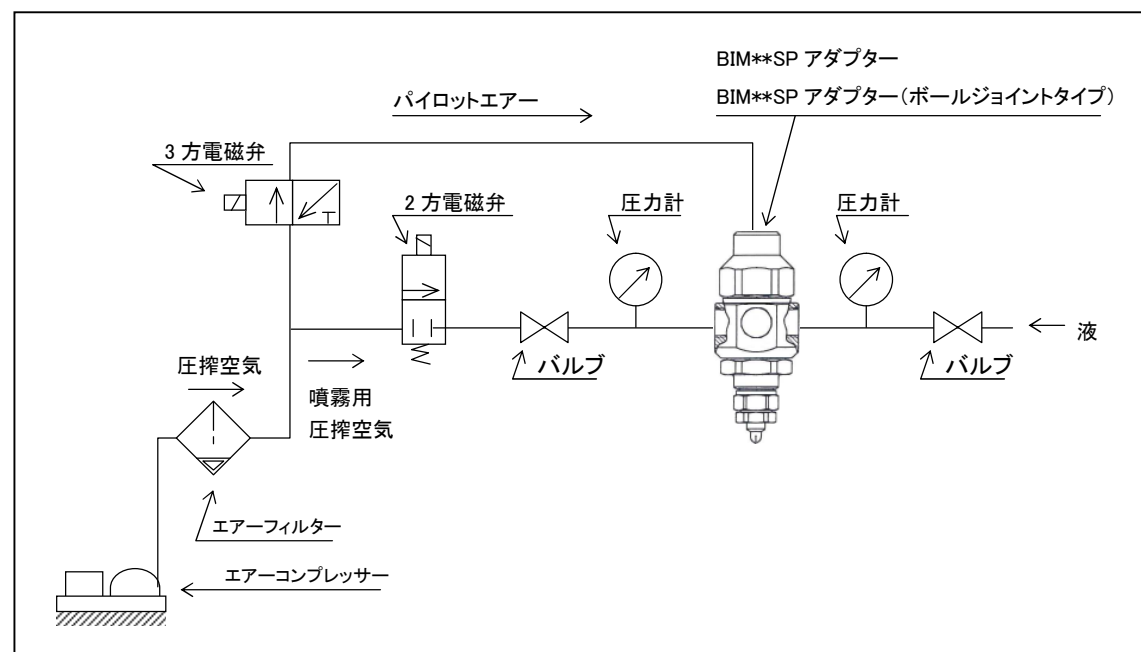 BIM**SP アダプター
BIM**SP アダプター(ボールジョイントタイプ)
パイロットエアー
3 方電磁弁
2 方電磁弁
圧力計
圧力計
T
液
バルブ
バルブ
圧搾空気
噴霧用
圧搾空気
エアーフィルター
エアーコンプレッサー